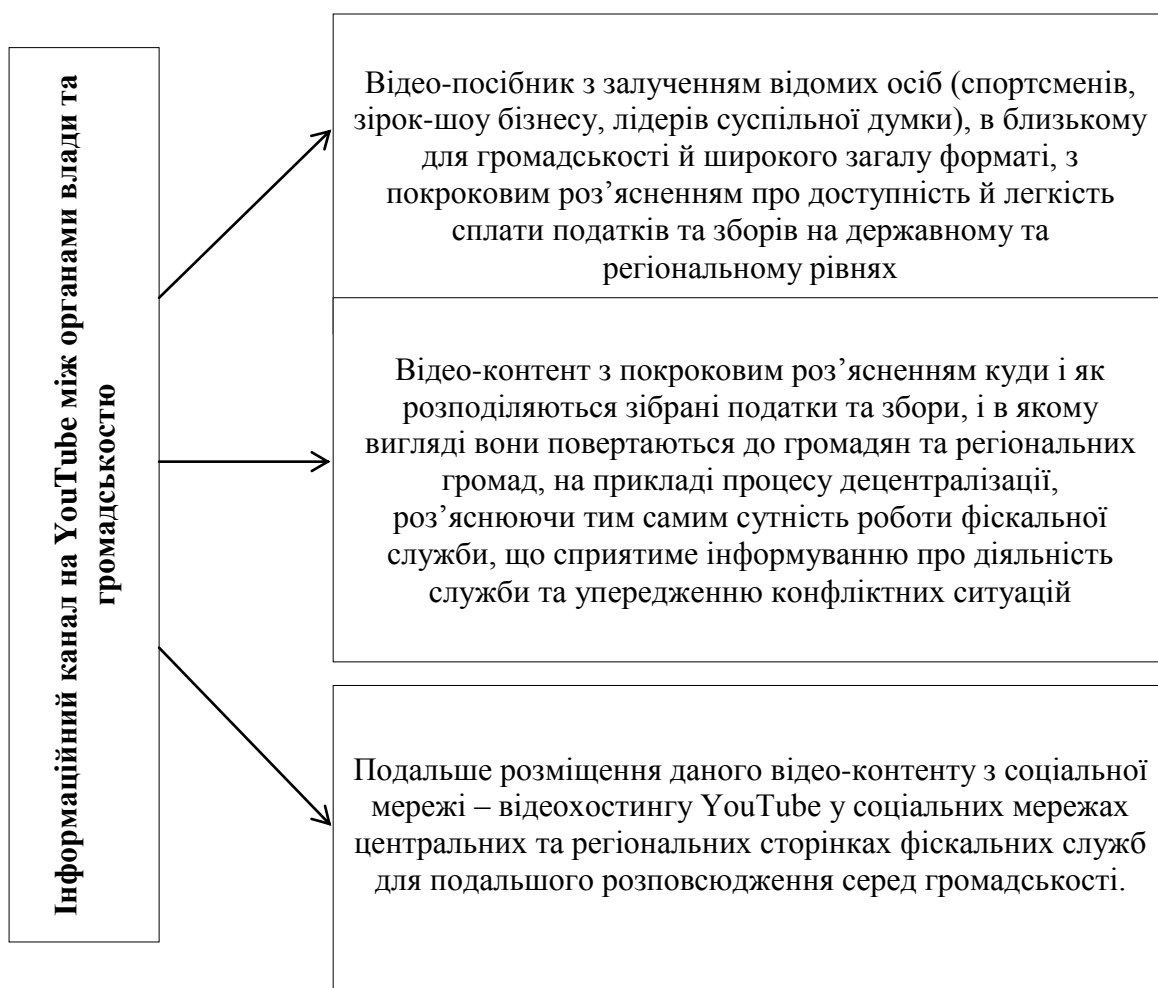 Інформаційний канал на YouTube між органами влади та
громадськостю
Відео-посібник з залученням відомих осіб (спортсменів,
зірок-шоу бізнесу, лідерів суспільної думки), в близькому
для громадськості й широкого загалу форматі, з
покроковим роз’ясненням про доступність й легкість
сплати податків та зборів на державному та
регіональному рівнях
Відео-контент з покроковим роз’ясненням куди і як
розподіляються зібрані податки та збори, і в якому
вигляді вони повертаються до громадян та регіональних
громад, на прикладі процесу децентралізації,
роз’яснюючи тим самим сутність роботи фіскальної
служби, що сприятиме інформуванню про діяльність
служби та упередженню конфліктних ситуацій
Подальше розміщення даного відео-контенту з соціальної
мережі – відеохостингу YouTube у соціальних мережах
центральних та регіональних сторінках фіскальних служб
для подальшого розповсюдження серед громадськості.